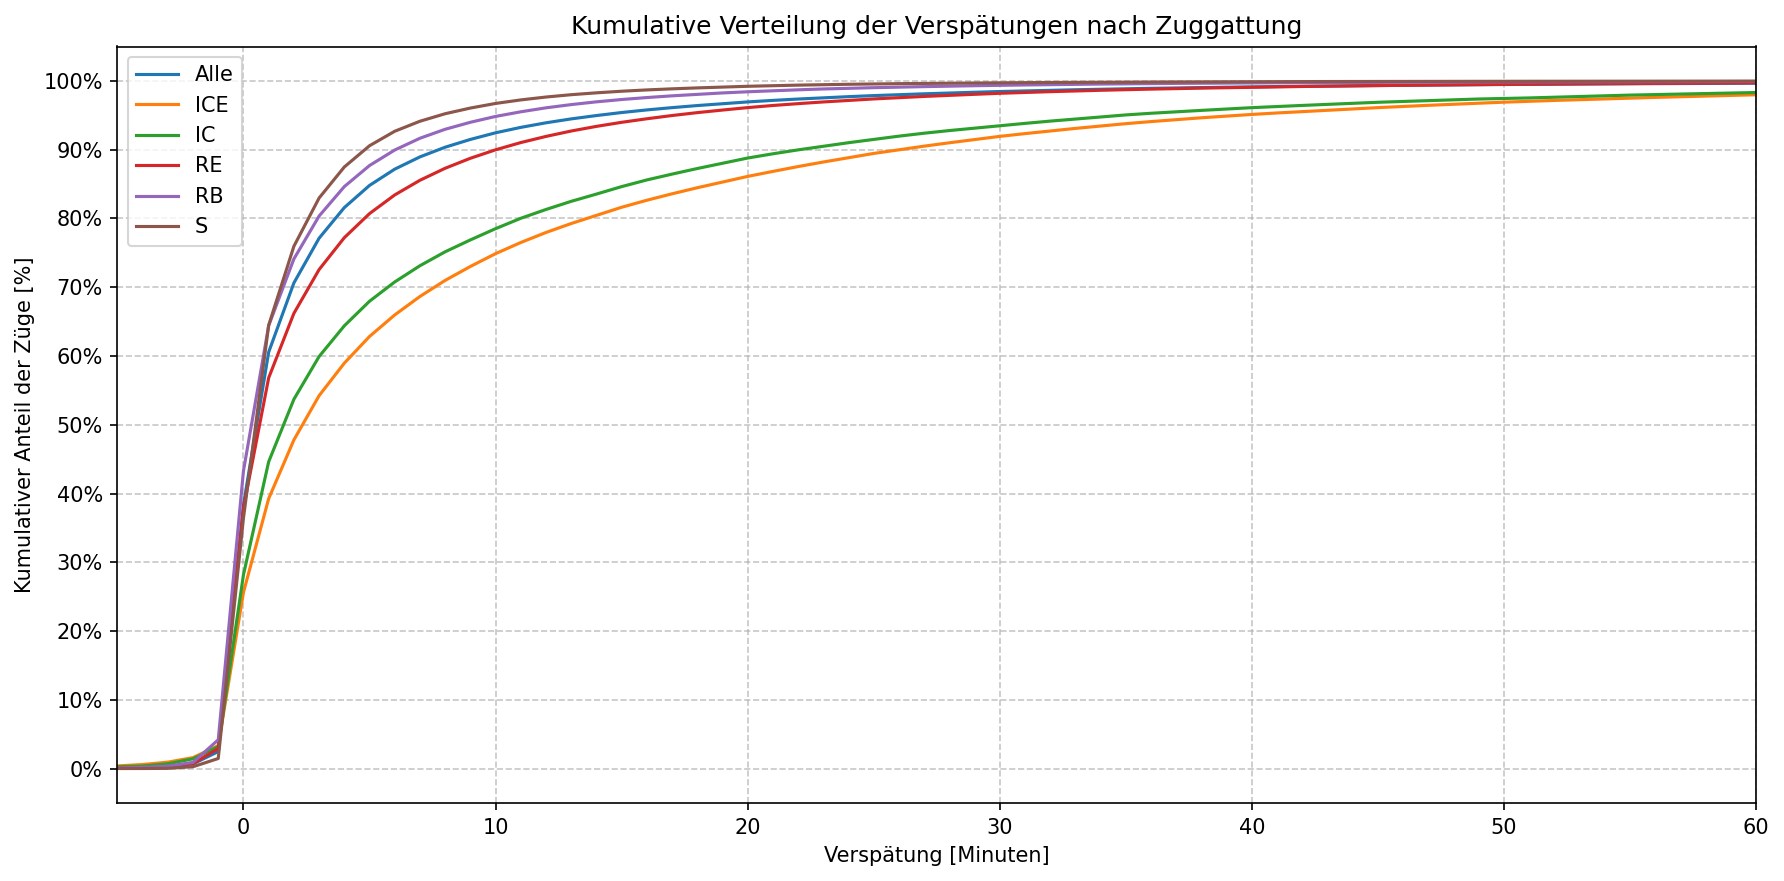 Kumulative Verteilung der Verspätungen nach Zuggattung
Kumulativer Anteil der Züge [%]
100%
90%
80%
70%
60%
50%
40%
30%
20%
10%
0%
Alle
ICE
IC
RE
RB
S
0 10 20 30 40 50 60
Verspätung [Minuten]